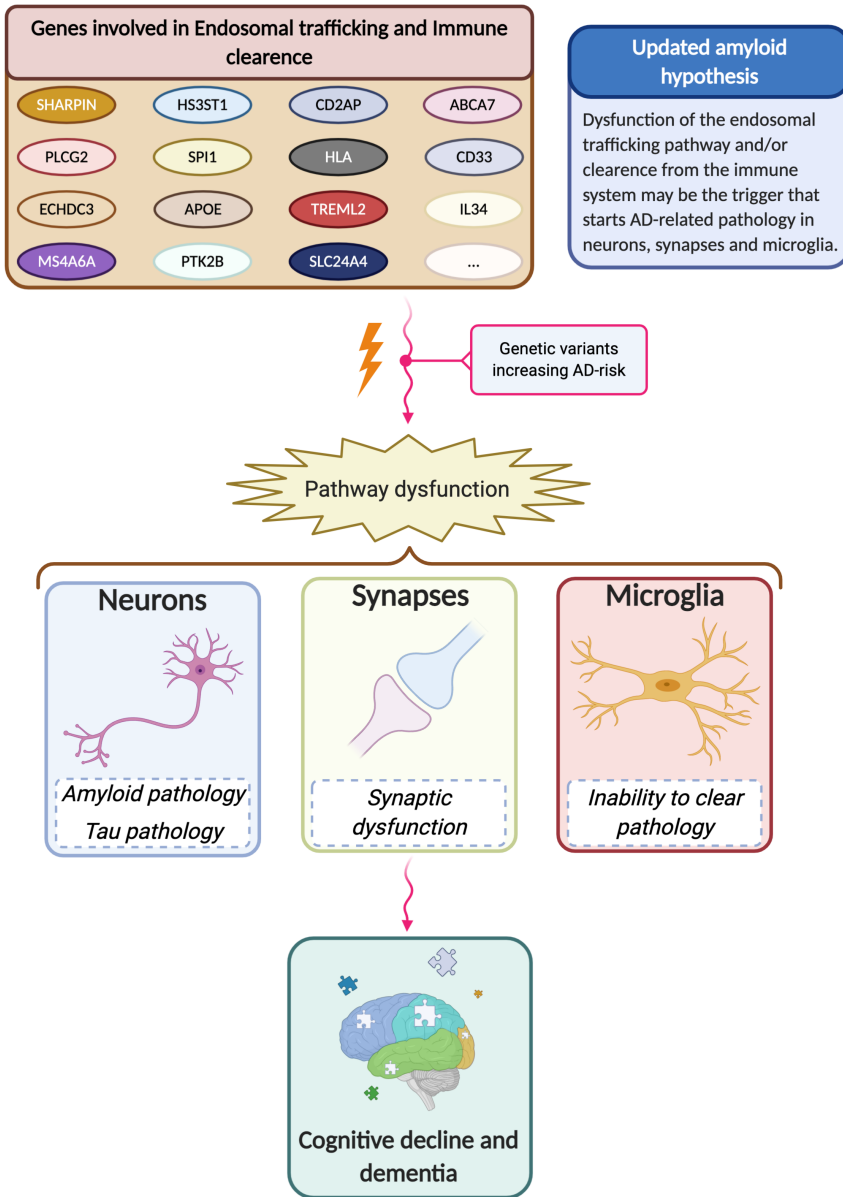 Genes involved in Endosomal trafficking and Immune
clearence
SHARPIN
HS3ST1
CD2AP
ABCA7
PLCG2
SPI1
HLA
CD33
ECHDC3
APOE
TREML2
IL34
MS4A6A
PTK2B
SLC24A4
...
Updated amyloid
hypothesis
Dysfunction of the endosomal
trafficking pathway and/or
clearence from the immune
system may be the trigger that
starts AD-related pathology in
neurons, synapses and microglia.
Genetic variants
increasing AD-risk
Pathway dysfunction
Neurons
Amyloid pathology
Tau pathology
Synapses
Synaptic
dysfunction
Microglia
Inability to clear
pathology
Cognitive decline and
dementia